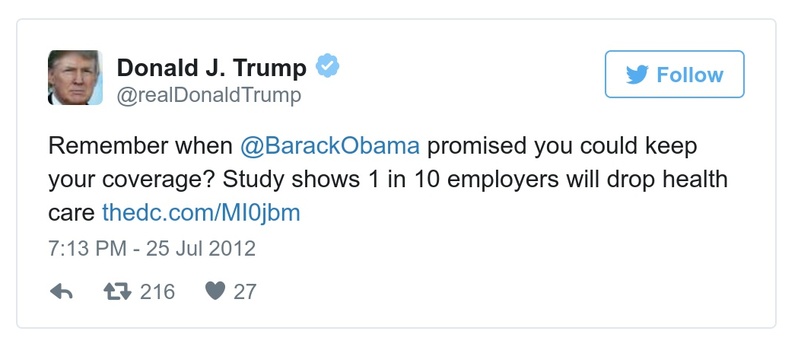 Donald J. Trump
@realDonaldTrump
Follow
Remember when @BarackObama promised you could keep
your coverage? Study shows 1 in 10 employers will drop health
care thedc.com/MI0jbm
7:13 PM - 25 Jul 2012
216 27